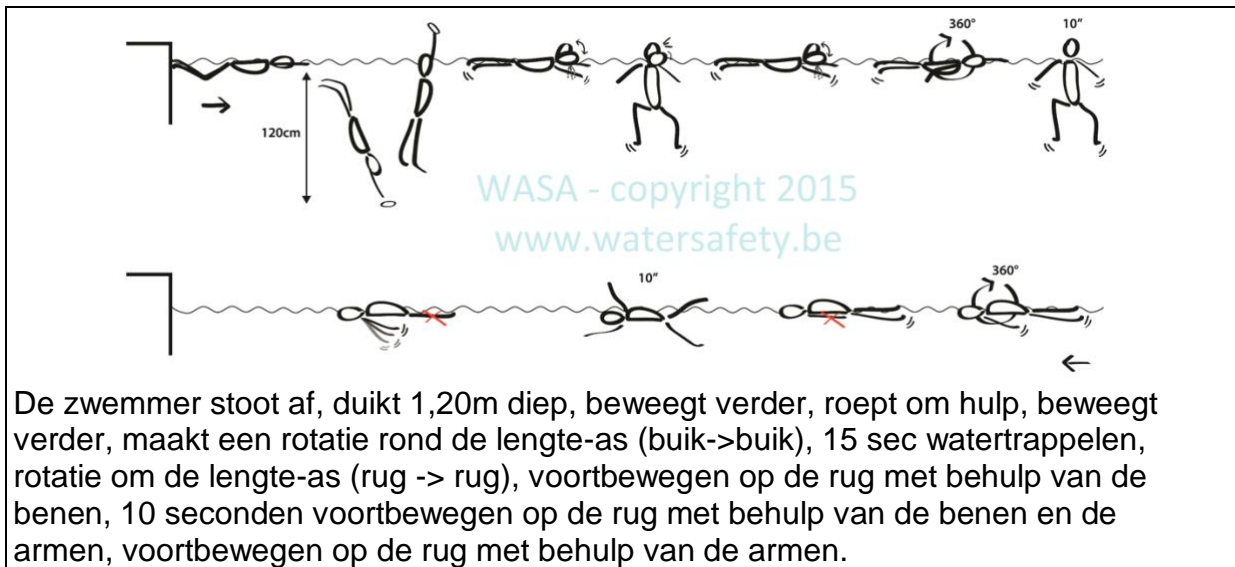 360° 10"
120cm
WASA - copyright 2015
www.watersafety.be
10" 360°
De zwemmer stoot af, duikt 1,20m diep, beweegt verder, roept om hulp, beweegt
verder, maakt een rotatie rond de lengte-as (buik->buik), 15 sec watertrappelen,
rotatie om de lengte-as (rug -> rug), voortbewegen op de rug met behulp van de
benen, 10 seconden voortbewegen op de rug met behulp van de benen en de
armen, voortbewegen op de rug met behulp van de armen.